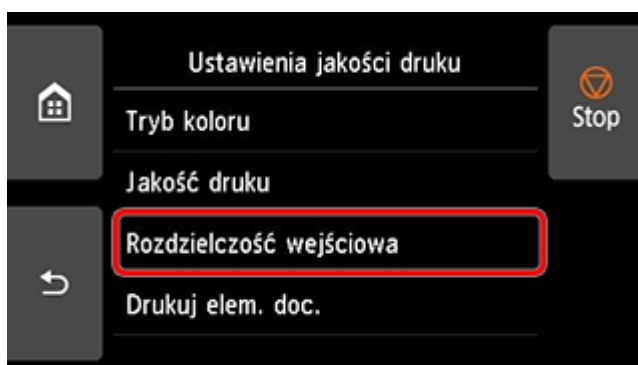 Ustawienia jakości druku
Tryb koloru
Stop
Jakość druku
Rozdzielczość wejściowa
Drukuj elem. doc.